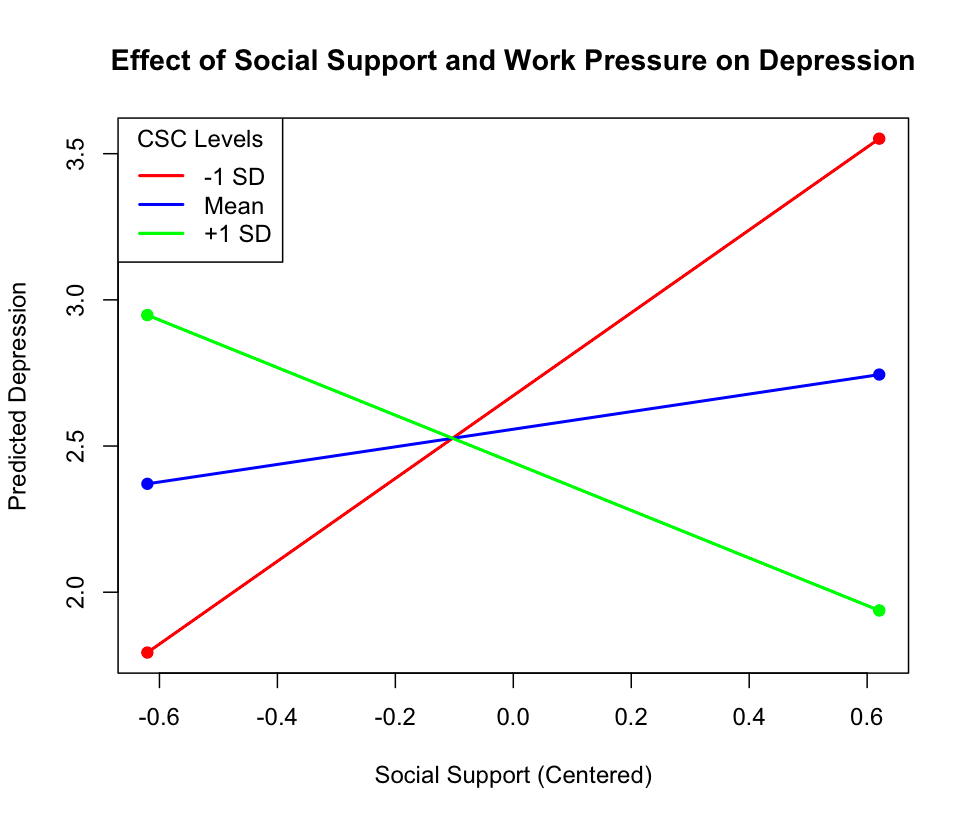 Effect of Social Support and Work Pressure on Depression
CSC Levels
-1 SD
Mean
+1 SD
3.5
3.0
2.5
2.0
Predicted Depression
-0.6 -0.4 -0.2 0.0 0.2 0.4 0.6
Social Support (Centered)